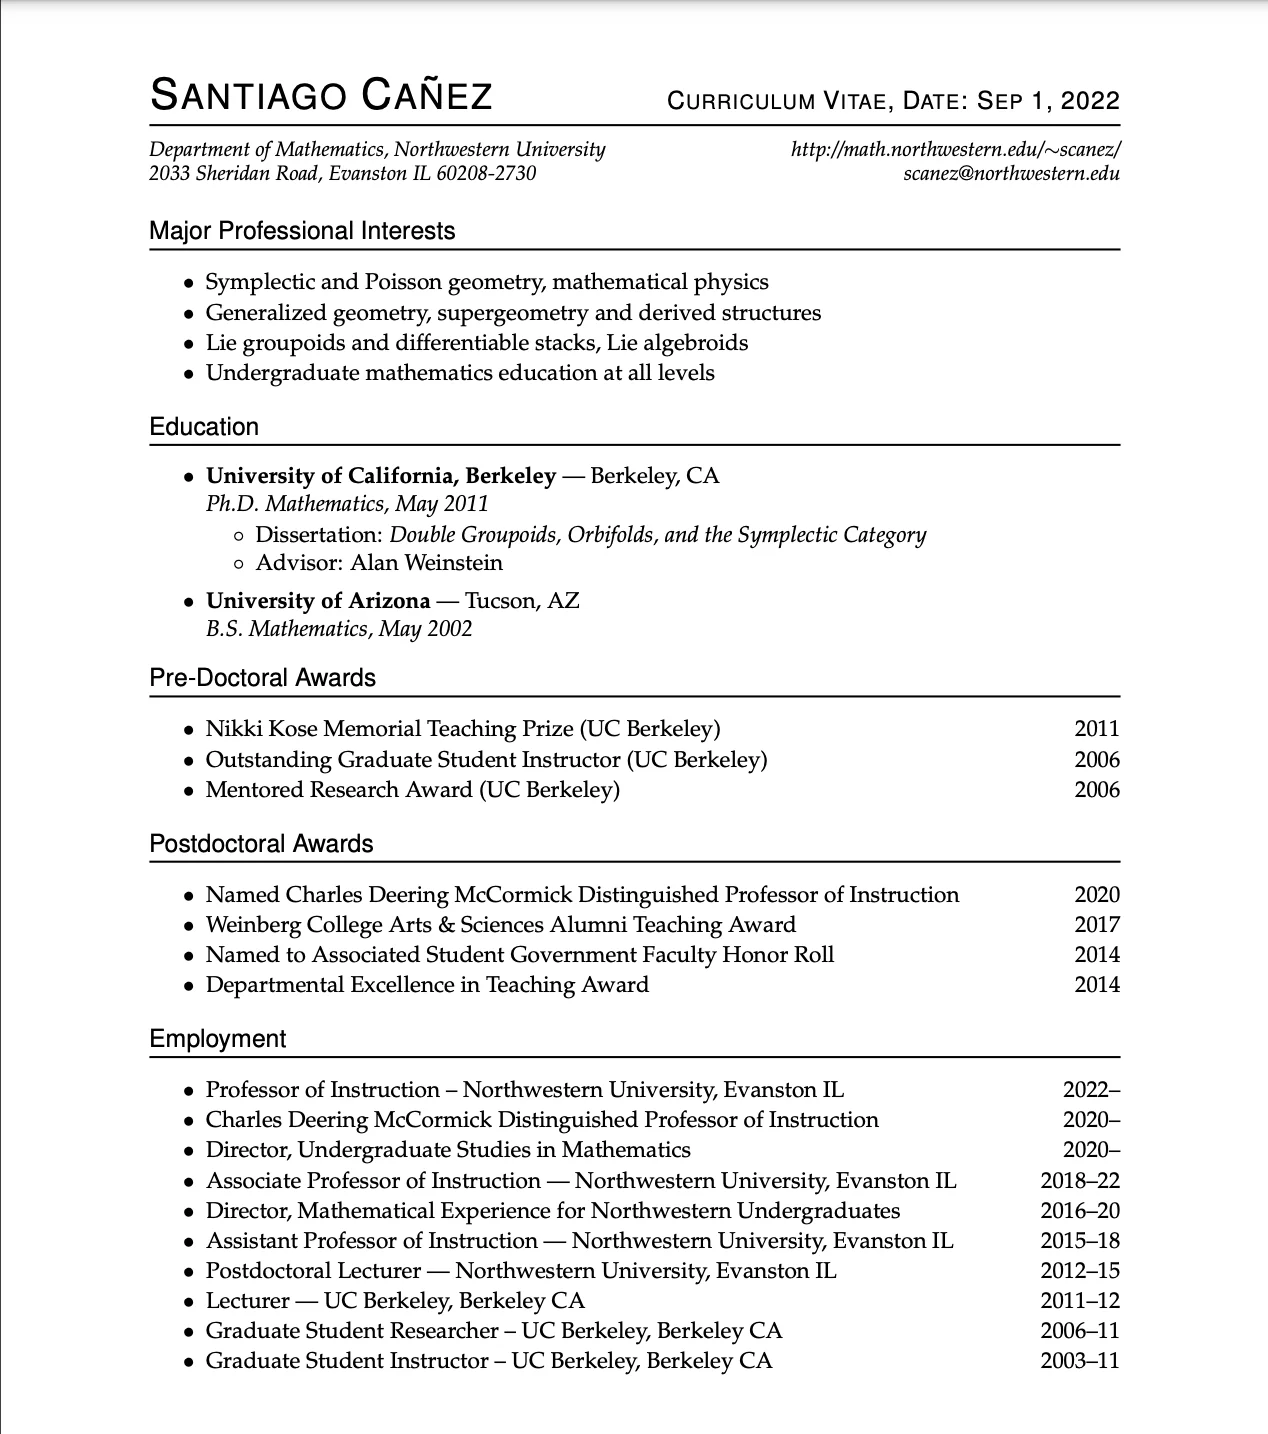 SANTIAGO CAÑEZ
CURRICULUM VITAE, DATE: SEP 1, 2022
Department of Mathematics, Northwestern University
http://math.northwestern.edu/~scanez/
2033 Sheridan Road, Evanston IL 60208-2730
scanez@northwestern.edu
Major Professional Interests
• Symplectic and Poisson geometry, mathematical physics
• Generalized geometry, supergeometry and derived structures
• Lie groupoids and differentiable stacks, Lie algebroids
• Undergraduate mathematics education at all levels
Education
• University of California, Berkeley — Berkeley, CA
Ph.D. Mathematics, May 2011
◦ Dissertation: Double Groupoids, Orbifolds, and the Symplectic Category
◦ Advisor: Alan Weinstein
• University of Arizona — Tucson, AZ
B.S. Mathematics, May 2002
Pre-Doctoral Awards
• Nikki Kose Memorial Teaching Prize (UC Berkeley) 2011
• Outstanding Graduate Student Instructor (UC Berkeley) 2006
• Mentored Research Award (UC Berkeley) 2006
Postdoctoral Awards
• Named Charles Deering McCormick Distinguished Professor of Instruction 2020
• Weinberg College Arts & Sciences Alumni Teaching Award 2017
• Named to Associated Student Government Faculty Honor Roll 2014
• Departmental Excellence in Teaching Award 2014
Employment
• Professor of Instruction – Northwestern University, Evanston IL 2022–
• Charles Deering McCormick Distinguished Professor of Instruction 2020–
• Director, Undergraduate Studies in Mathematics 2020–
• Associate Professor of Instruction — Northwestern University, Evanston IL 2018–22
• Director, Mathematical Experience for Northwestern Undergraduates 2016–20
• Assistant Professor of Instruction — Northwestern University, Evanston IL 2015–18
• Postdoctoral Lecturer — Northwestern University, Evanston IL 2012–15
• Lecturer — UC Berkeley, Berkeley CA 2011–12
• Graduate Student Researcher – UC Berkeley, Berkeley CA 2006–11
• Graduate Student Instructor – UC Berkeley, Berkeley CA 2003–11